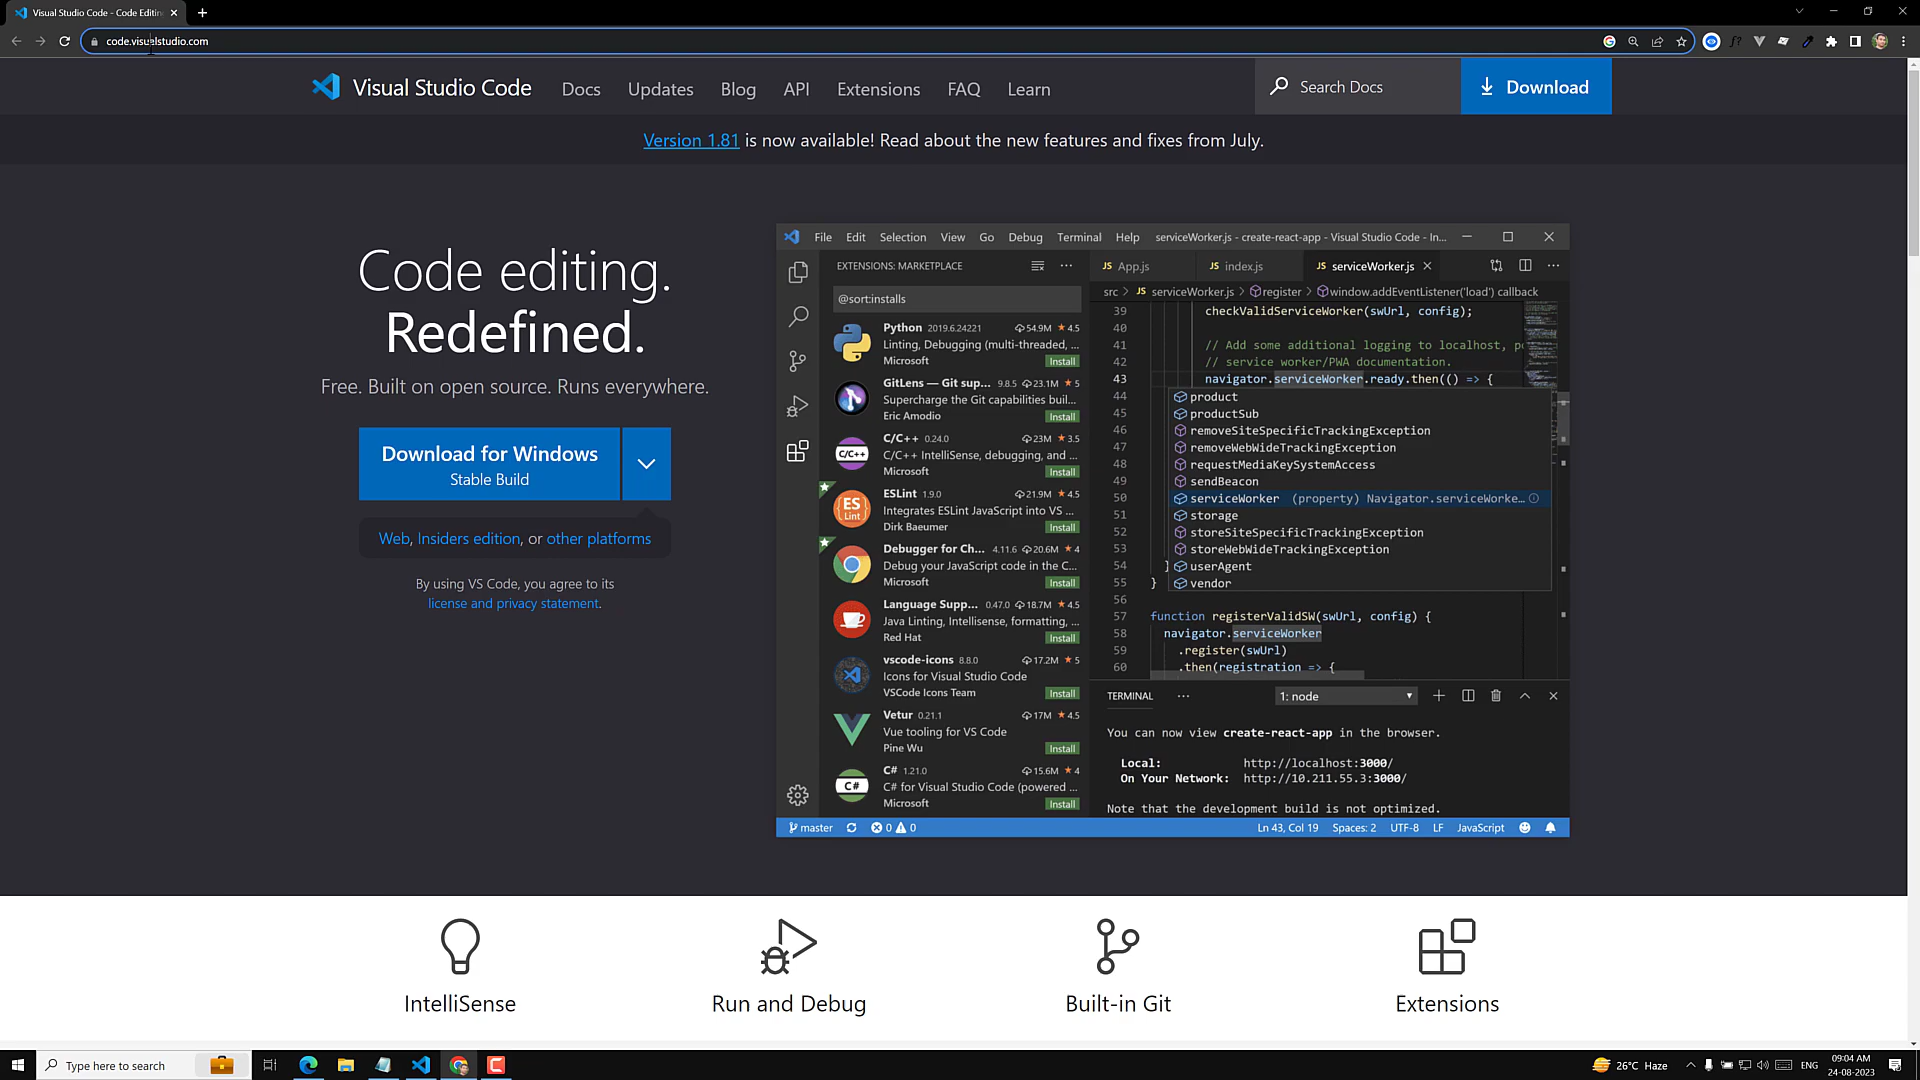 Visual Studio Code - Code Editin
code.visualstudio.com
Visual Studio Code
Docs
Updates
Blog
API
Extensions
FAQ
Learn
Search Docs
Download
Version 1.81 is now available! Read about the new features and fixes from July.
Code editing.
Redefined.
Free. Built on open source. Runs everywhere.
Download for Windows
Stable Build
Web, Insiders edition, or other platforms
By using VS Code, you agree to its
license and privacy statement.
File Edit Selection View Go Debug Terminal Help serviceWorker.js - create-react-app - Visual Studio Code - In...
EXTENSIONS: MARKETPLACE
@sort:installs
Python 2019.6.24221 54.9M ★ 4.5
Linting, Debugging (multi-threaded, ...
Microsoft Install
GitLens — Git sup... 9.8.5 23.1M ★ 5
Supercharge the Git capabilities buil...
Eric Amodio Install
C/C++ 0.24.0 23M ★ 3.5
C/C++ IntelliSense, debugging, and ...
Microsoft Install
C/C++
ESLint 1.9.0 21.9M ★ 4.5
Integrates ESLint JavaScript into VS ...
Dirk Baeumer Install
ES
Lint
Debugger for Ch... 4.11.6 20.6M ★ 4
Debug your JavaScript code in the C...
Microsoft Install
Language Supp... 0.47.0 18.7M ★ 4.5
Java Linting, Intellisense, formatting, ...
Red Hat Install
vscode-icons 8.8.0 17.2M ★ 5
Icons for Visual Studio Code
VSCode Icons Team Install
Vetur 0.21.1 17M ★ 4.5
Vue tooling for VS Code
Pine Wu Install
C# 1.21.0 15.6M ★ 4
C# for Visual Studio Code (powered ...
Microsoft Install
C#
JS App.js JS index.js JS serviceWorker.js
src > JS serviceWorker.js > register > window.addEventListener('load') callback
39 checkValidServiceWorker(swUrl, config);
40
41 // Add some additional logging to localhost, po
42 // service worker/PWA documentation.
43 navigator.serviceWorker.ready.then(() => {
44 product
45 productSub
46 removeSiteSpecificTrackingException
47 removeWebWideTrackingException
48 requestMediaKeySystemAccess
49 sendBeacon
50 serviceWorker (property) Navigator.serviceWorke...
51 storage
52 storeSiteSpecificTrackingException
53 storeWebWideTrackingException
54 } userAgent
55 } vendor
56
57 function registerValidSW(swUrl, config) {
58 navigator.serviceWorker
59 .register(swUrl)
60 .then(registration => {
TERMINAL ... 1: node
You can now view create-react-app in the browser.
Local: http://localhost:3000/
On Your Network: http://10.211.55.3:3000/
Note that the development build is not optimized.
master 0 0 Ln 43, Col 19 Spaces: 2 UTF-8 LF JavaScript
IntelliSense
Run and Debug
Built-in Git
Extensions
Type here to search
26°C Haze
ENG
09:04 AM
24-08-2023